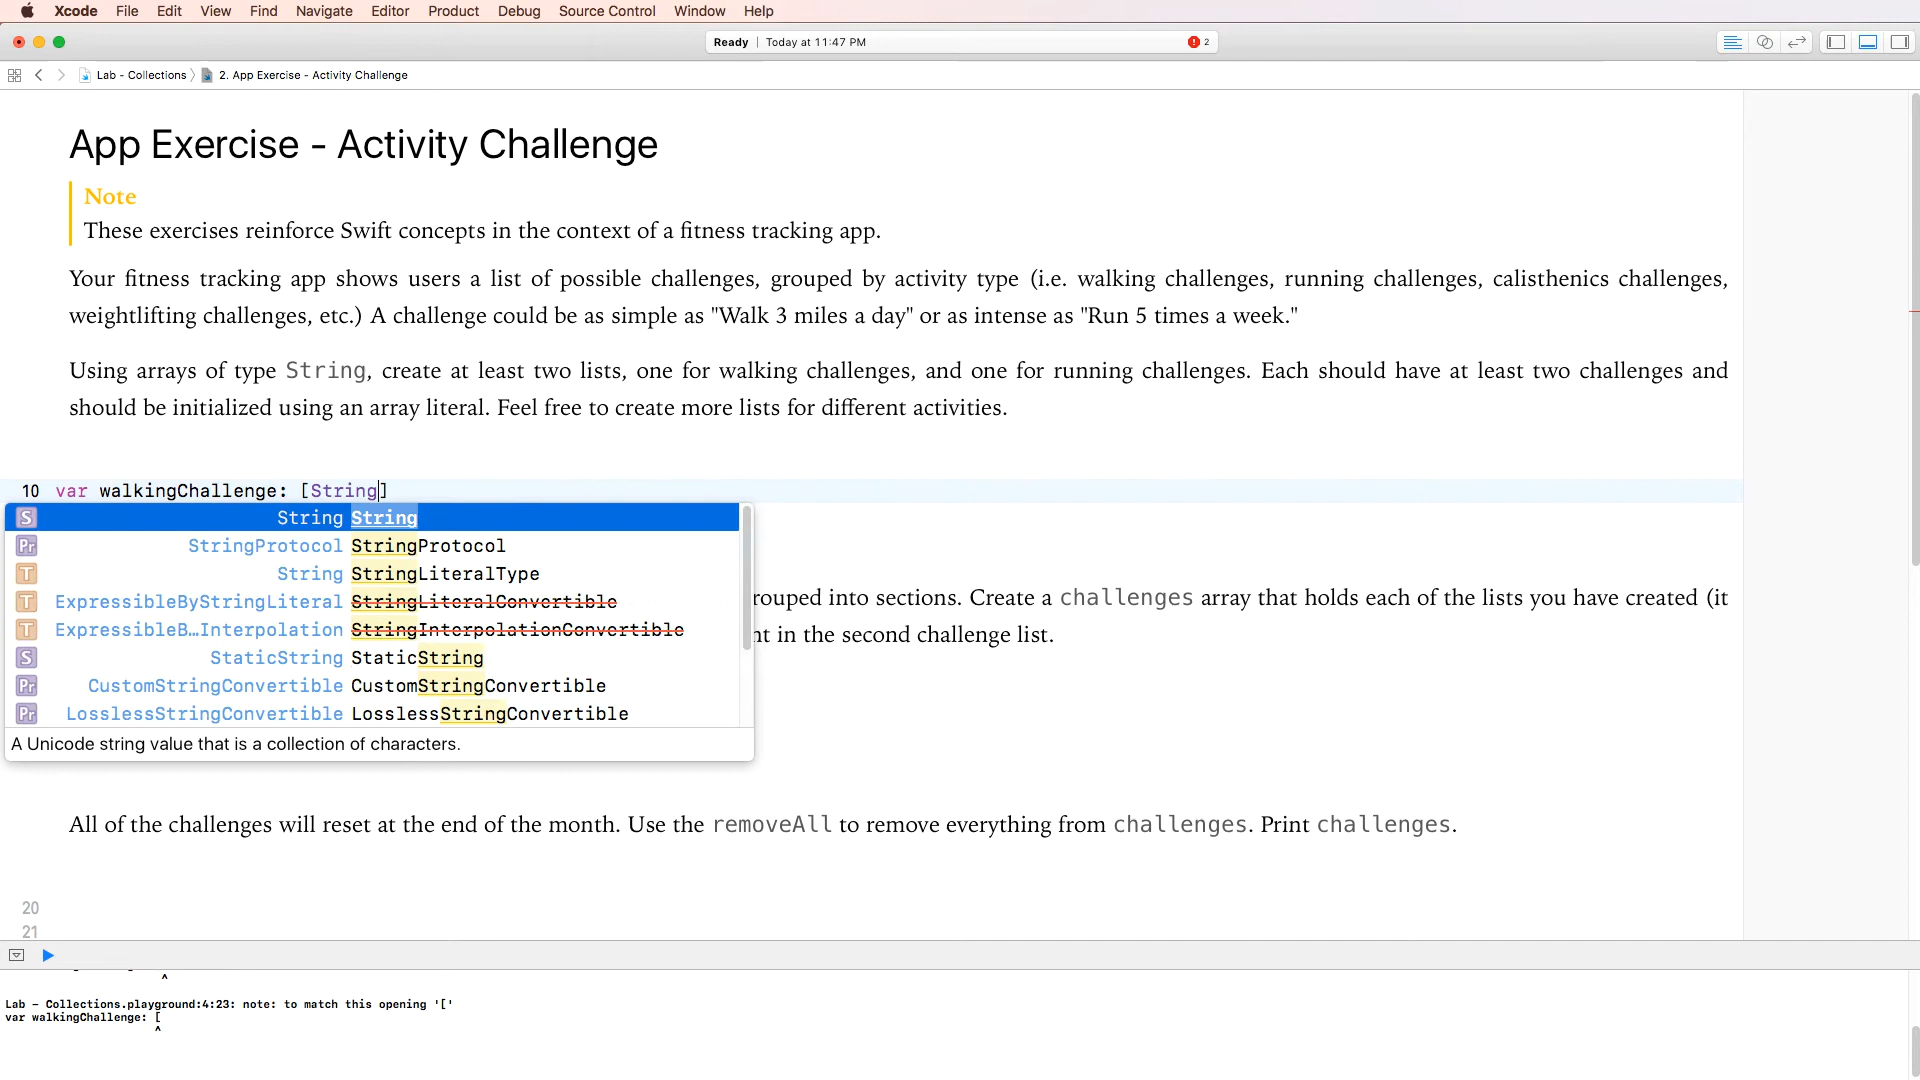 Xcode File Edit View Find Navigate Editor Product Debug Source Control Window Help
Ready | Today at 11:47 PM 2
Lab - Collections 2. App Exercise - Activity Challenge
App Exercise - Activity Challenge
Note
These exercises reinforce Swift concepts in the context of a fitness tracking app.
Your fitness tracking app shows users a list of possible challenges, grouped by activity type (i.e. walking challenges, running challenges, calisthenics challenges,
weightlifting challenges, etc.) A challenge could be as simple as "Walk 3 miles a day" or as intense as "Run 5 times a week."
Using arrays of type String, create at least two lists, one for walking challenges, and one for running challenges. Each should have at least two challenges and
should be initialized using an array literal. Feel free to create more lists for different activities.
10 var walkingChallenge: [String]
S String String
Pr StringProtocol StringProtocol
T String StringLiteralType
T ExpressibleByStringLiteral StringLiteralConvertible
T ExpressibleB…Interpolation StringInterpolationConvertible
S StaticString StaticString
Pr CustomStringConvertible CustomStringConvertible
Pr LosslessStringConvertible LosslessStringConvertible
A Unicode string value that is a collection of characters.
rouped into sections. Create a challenges array that holds each of the lists you have created (it
nt in the second challenge list.
All of the challenges will reset at the end of the month. Use the removeAll to remove everything from challenges. Print challenges.
20
21
^
Lab - Collections.playground:4:23: note: to match this opening '['
var walkingChallenge: [
^